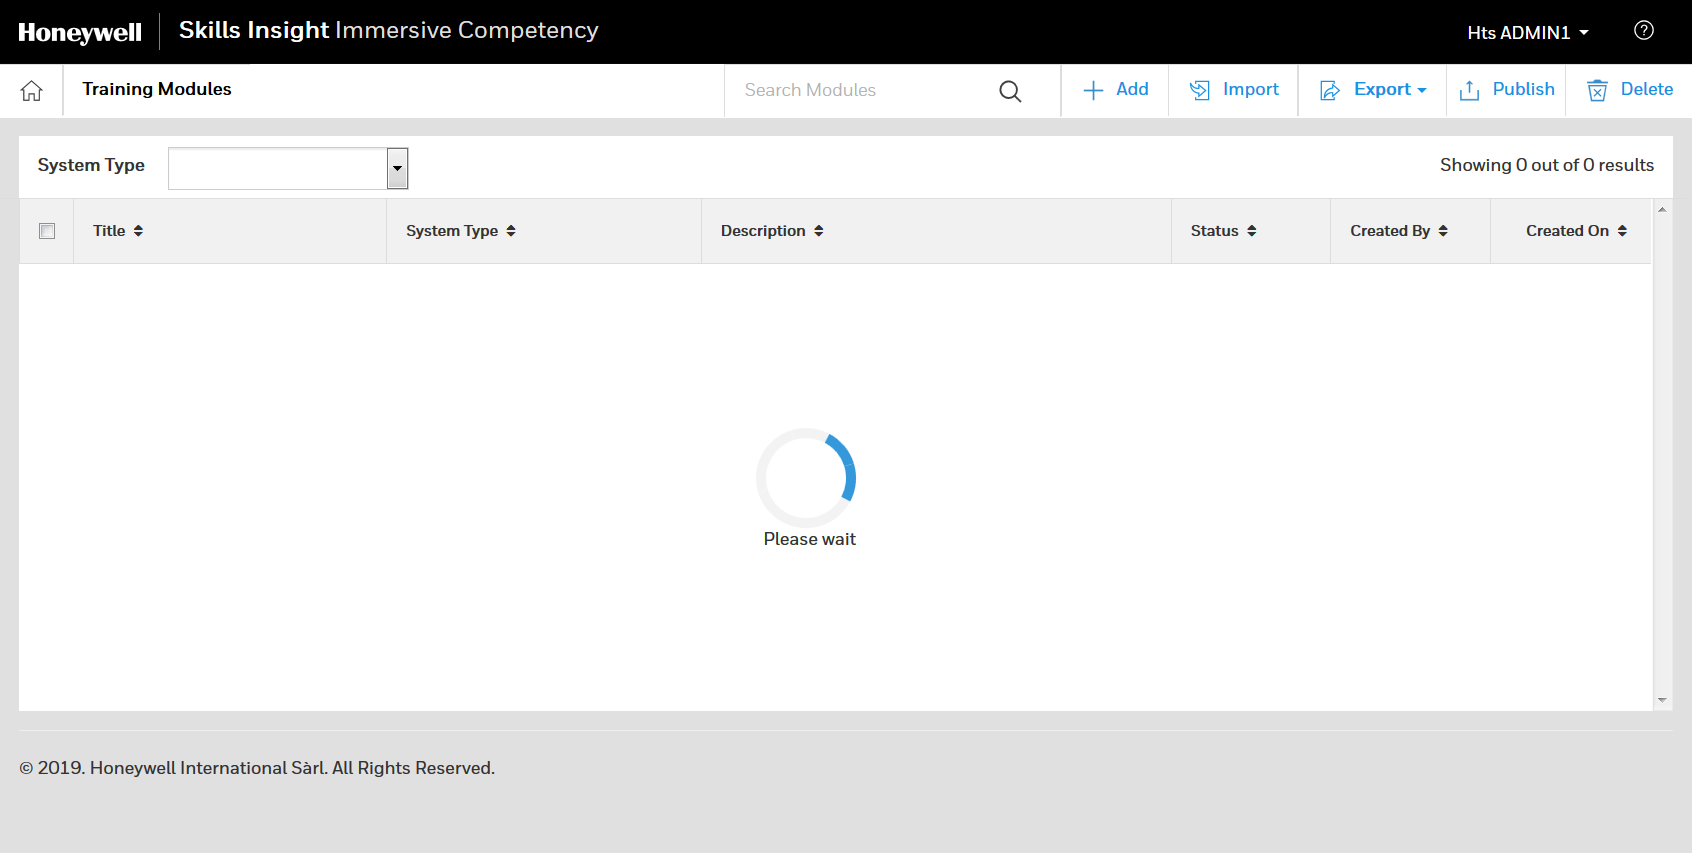 Honeywell Skills Insight Immersive Competency Hts ADMIN1
Training Modules Search Modules Add Import Export Publish Delete
System Type Showing 0 out of 0 results
Title System Type Description Status Created By Created On
Please wait
© 2019. Honeywell International Sàrl. All Rights Reserved.